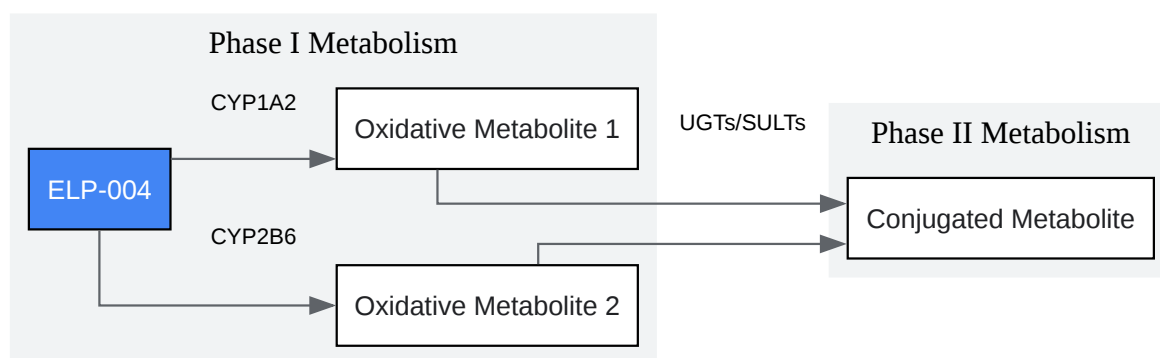 Phase I Metabolism
CYP1A2
Oxidative Metabolite 1
UGTs/SULTs
Phase II Metabolism
ELP-004
Conjugated Metabolite
CYP2B6
Oxidative Metabolite 2